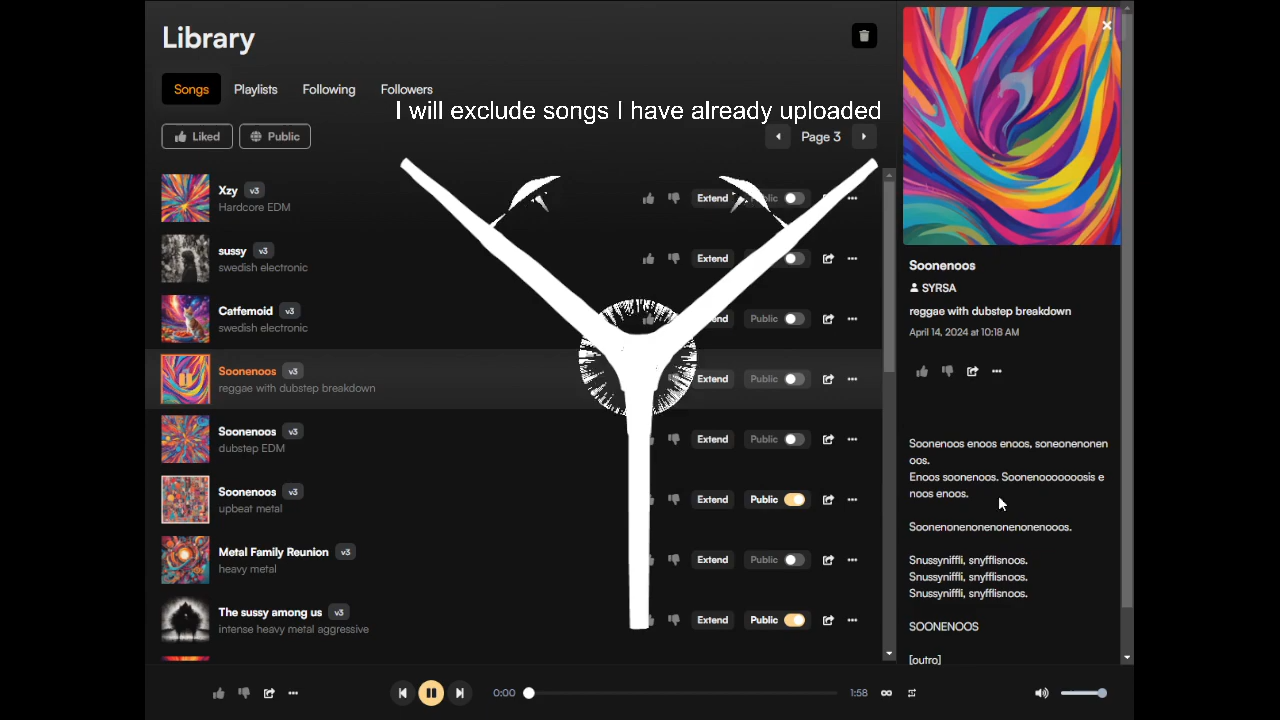 Library
Songs Playlists Following Followers
I will exclude songs I have already uploaded
Liked Public
Page 3
Xzy v3
Hardcore EDM
Extend
sussy v3
swedish electronic
Extend
Catfemoid v3
swedish electronic
Public
Soonenoos v3
reggae with dubstep breakdown
Extend Public
Soonenoos v3
dubstep EDM
Extend Public
Soonenoos v3
upbeat metal
Extend Public
Metal Family Reunion v3
heavy metal
Extend Public
The sussy among us v3
intense heavy metal aggressive
Extend Public
Soonenoos
SYRSA
reggae with dubstep breakdown
April 14, 2024 at 10:18 AM
Soonenoos enoos enoos, soneonenonen
oos.
Enoos soonenoos. Soonenooooooosis e
noos enoos.
Soonenonenonenonenonenooos.
Snussyniffli, snyfflisnoos.
Snussyniffli, snyfflisnoos.
Snussyniffli, snyfflisnoos.
SOONENOOS
[outro]
0:00 1:58